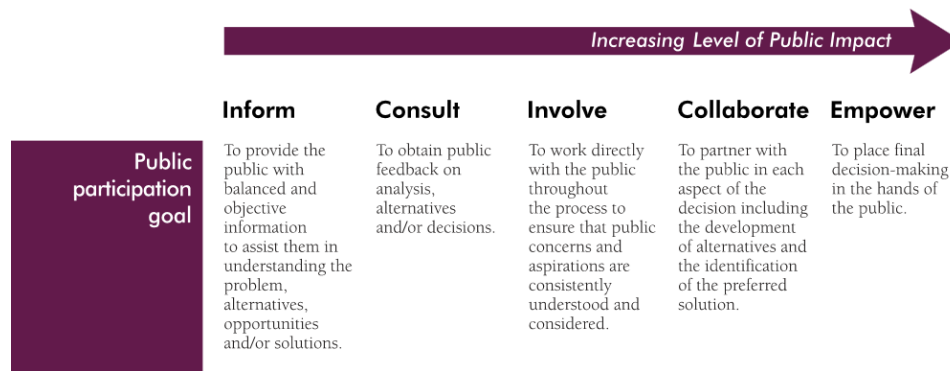 Increasing Level of Public Impact
Inform
Consult
Involve
Collaborate
Empower
Public
participation
goal
To provide the
public with
balanced and
objective
information
to assist them in
understanding the
problem,
alternatives,
opportunities
and/or solutions.
To obtain public
feedback on
analysis,
alternatives
and/or decisions.
To work directly
with the public
throughout
the process to
ensure that public
concerns and
aspirations are
consistently
understood and
considered.
To partner with
the public in each
aspect of the
decision including
the development
of alternatives and
the identification
of the preferred
solution.
To place final
decision-making
in the hands of
the public.